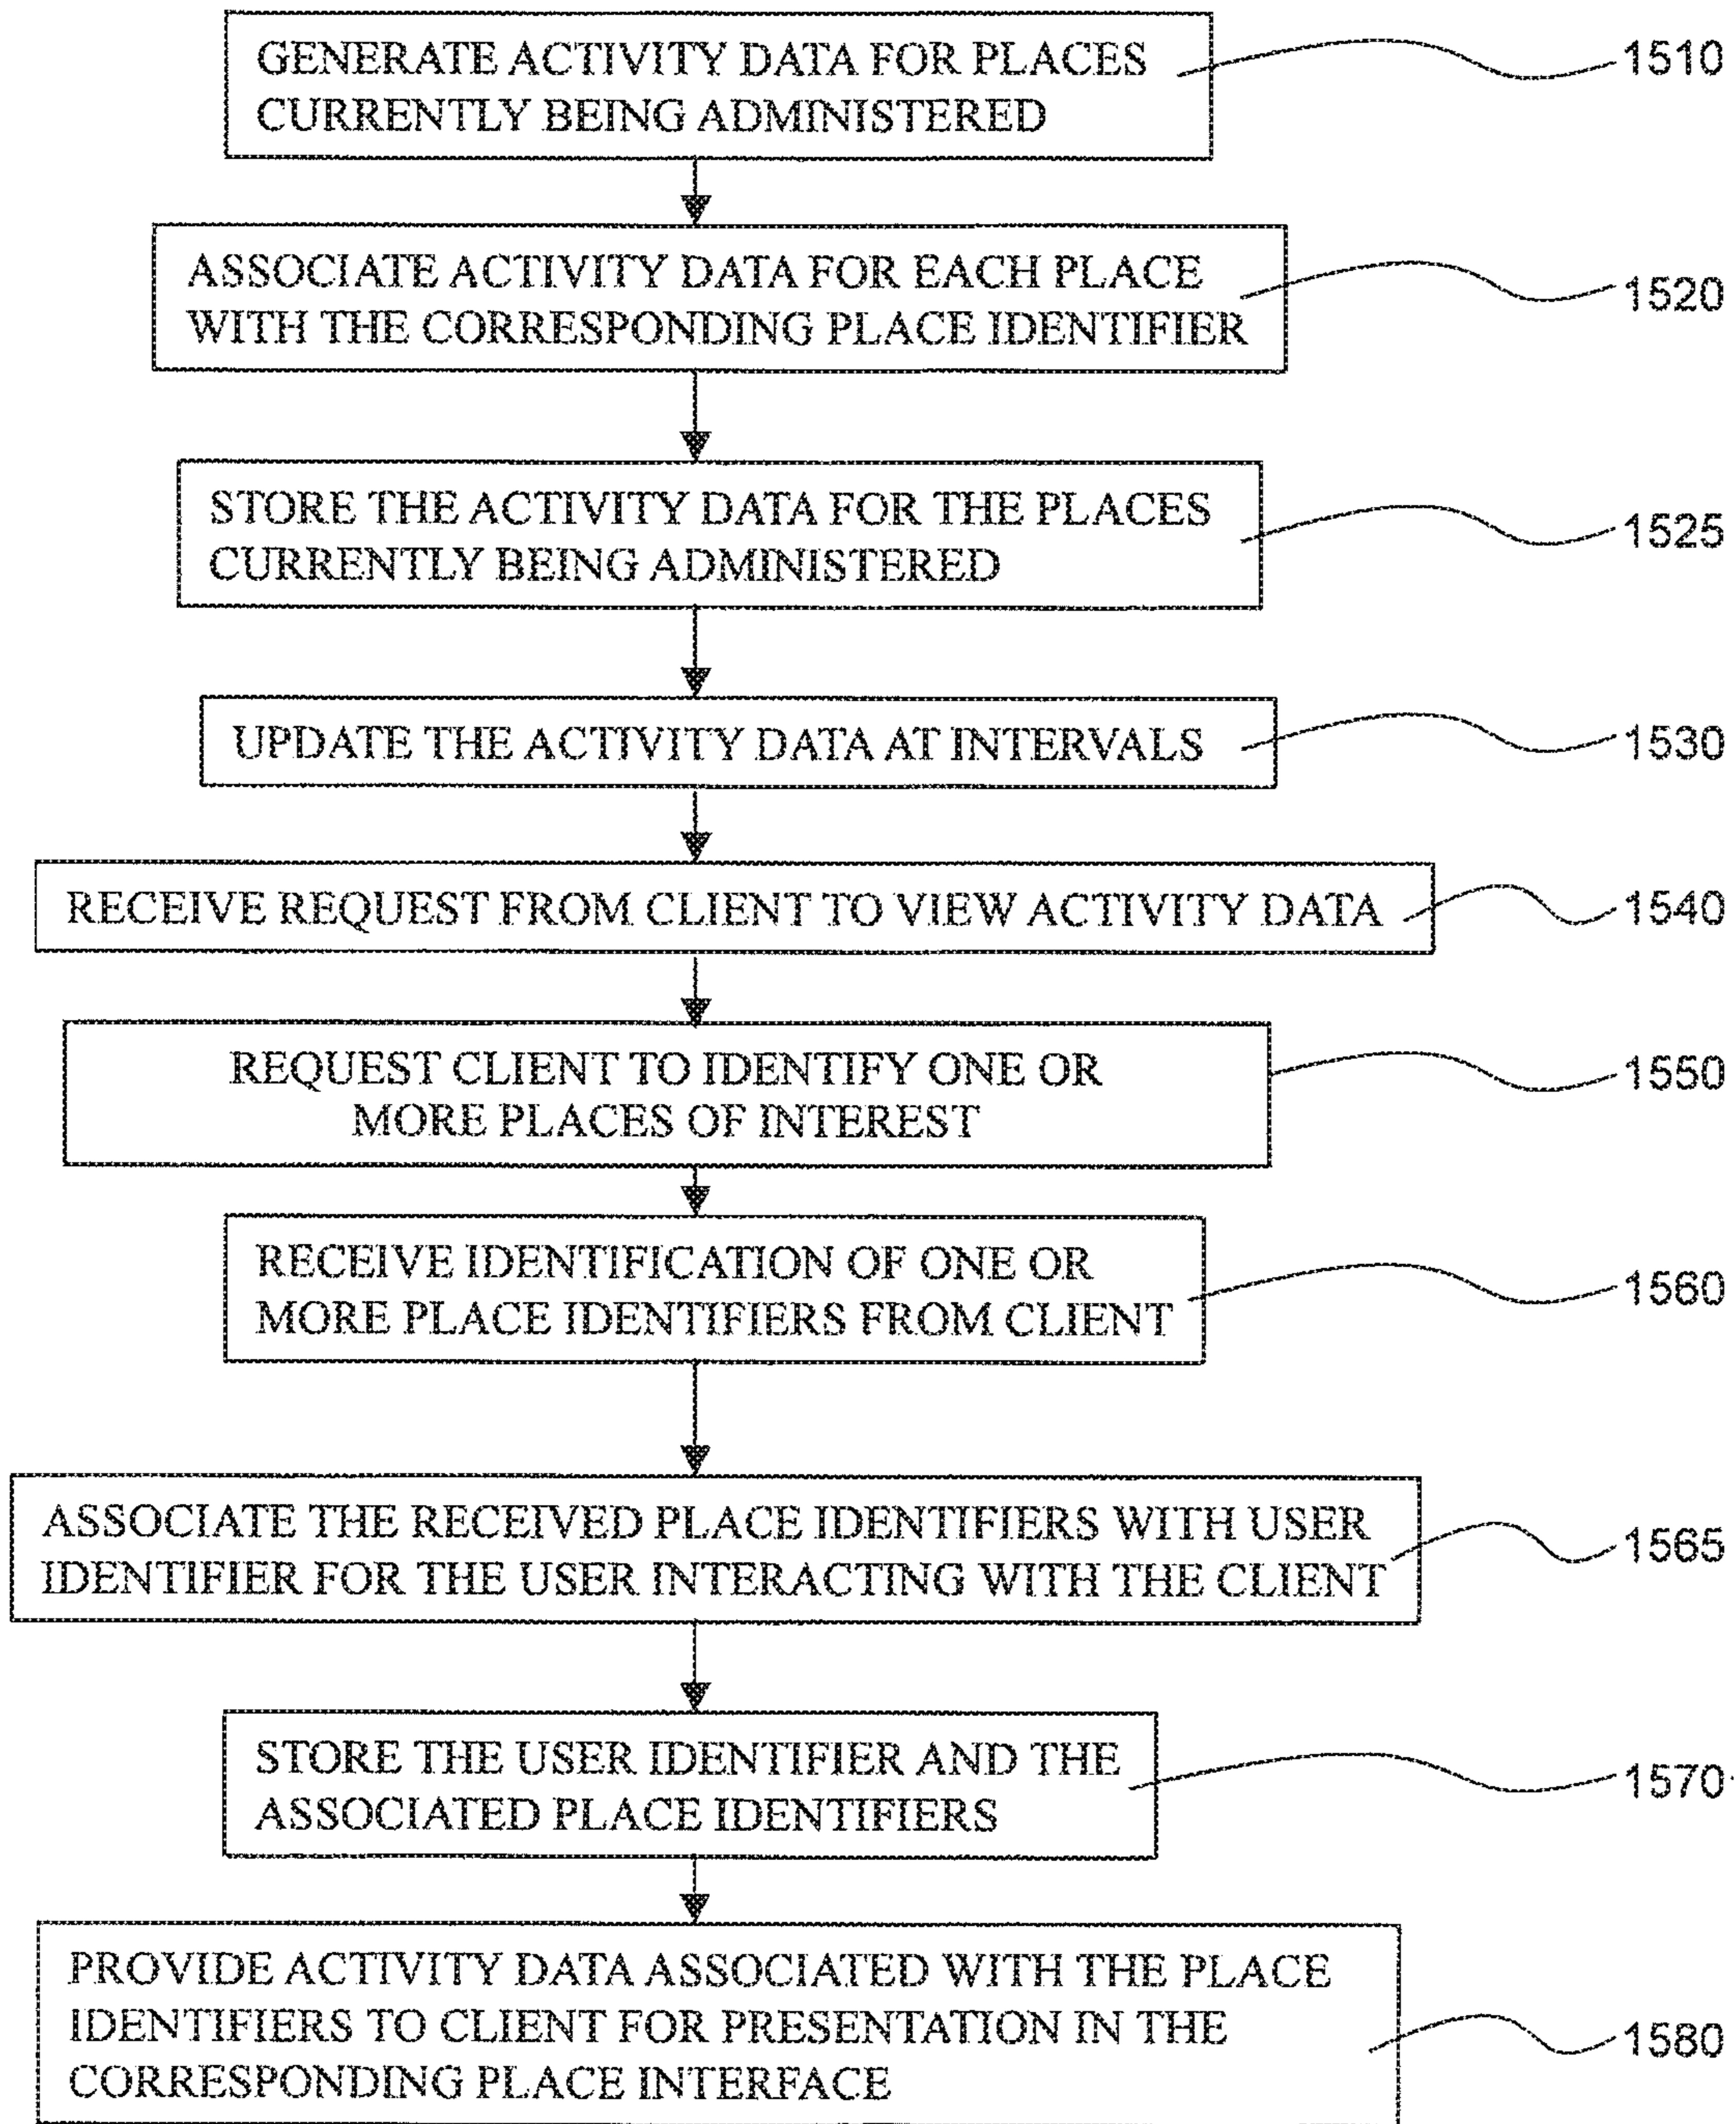 GENERATE ACTIVITY DATA FOR PLACES
CURRENTLY BEING ADMINISTERED
1510
ASSOCIATE ACTIVITY DATA FOR EACH PLACE
WITH THE CORRESPONDING PLACE IDENTIFIER
1520
STORE THE ACTIVITY DATA FOR THE PLACES
CURRENTLY BEING ADMINISTERED
1525
UPDATE THE ACTIVITY DATA AT INTERVALS
1530
RECEIVE REQUEST FROM CLIENT TO VIEW ACTIVITY DATA
1540
REQUEST CLIENT TO IDENTIFY ONE OR
MORE PLACES OF INTEREST
1550
RECEIVE IDENTIFICATION OF ONE OR
MORE PLACE IDENTIFIERS FROM CLIENT
1560
ASSOCIATE THE RECEIVED PLACE IDENTIFIERS WITH USER
IDENTIFIER FOR THE USER INTERACTING WITH THE CLIENT
1565
STORE THE USER IDENTIFIER AND THE
ASSOCIATED PLACE IDENTIFIERS
1570
PROVIDE ACTIVITY DATA ASSOCIATED WITH THE PLACE
IDENTIFIERS TO CLIENT FOR PRESENTATION IN THE
CORRESPONDING PLACE INTERFACE
1580